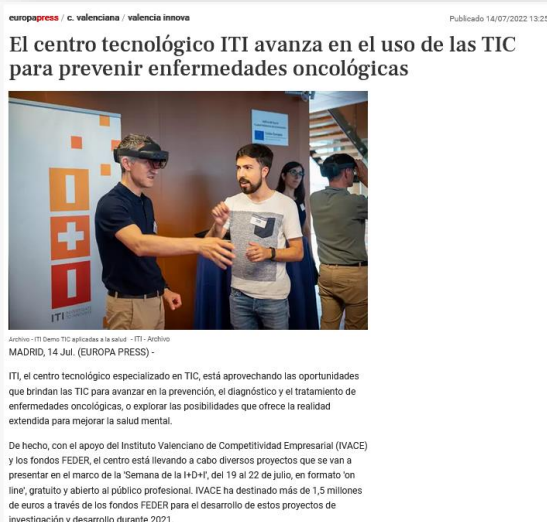 europapress / c. valenciana / valencia innova
Publicado 14/07/2022 13:25
El centro tecnológico ITI avanza en el uso de las TIC
para prevenir enfermedades oncológicas
ITI
Archivo - ITI Demo TIC aplicadas a la salud - ITI - Archivo
MADRID, 14 Jul. (EUROPA PRESS) -
ITI, el centro tecnológico especializado en TIC, está aprovechando las oportunidades
que brindan las TIC para avanzar en la prevención, el diagnóstico y el tratamiento de
enfermedades oncológicas, o explorar las posibilidades que ofrece la realidad
extendida para mejorar la salud mental.
De hecho, con el apoyo del Instituto Valenciano de Competitividad Empresarial (IVACE)
y los fondos FEDER, el centro está llevando a cabo diversos proyectos que se van a
presentar en el marco de la 'Semana de la I+D+I', del 19 al 22 de julio, en formato 'on
line', gratuito y abierto al público profesional. IVACE ha destinado más de 1,5 millones
de euros a través de los fondos FEDER para el desarrollo de estos proyectos de
investigación y desarrollo durante 2021